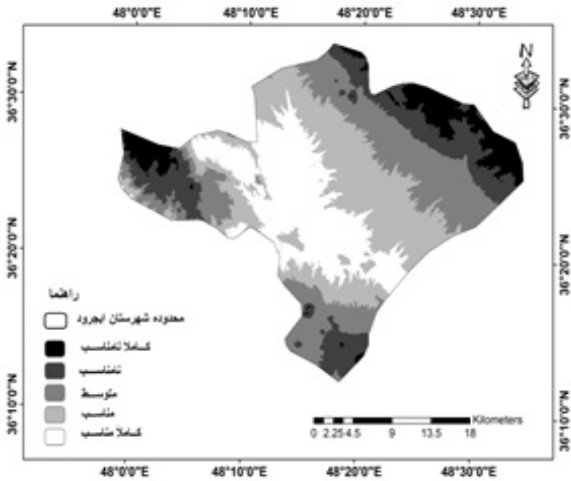 48°0'0"E 48°10'0"E 48°20'0"E 48°30'0"E
N
36°30'0"N 36°30'0"N
36°20'0"N 36°20'0"N
36°10'0"N 36°10'0"N
راهنما
محدوده شهرستان ایجرود
کاملا نامناسب
نامناسب
متوسط
مناسب
کاملا مناسب
Kilometers
0 2.25 4.5 9 13.5 18
48°0'0"E 48°10'0"E 48°20'0"E 48°30'0"E